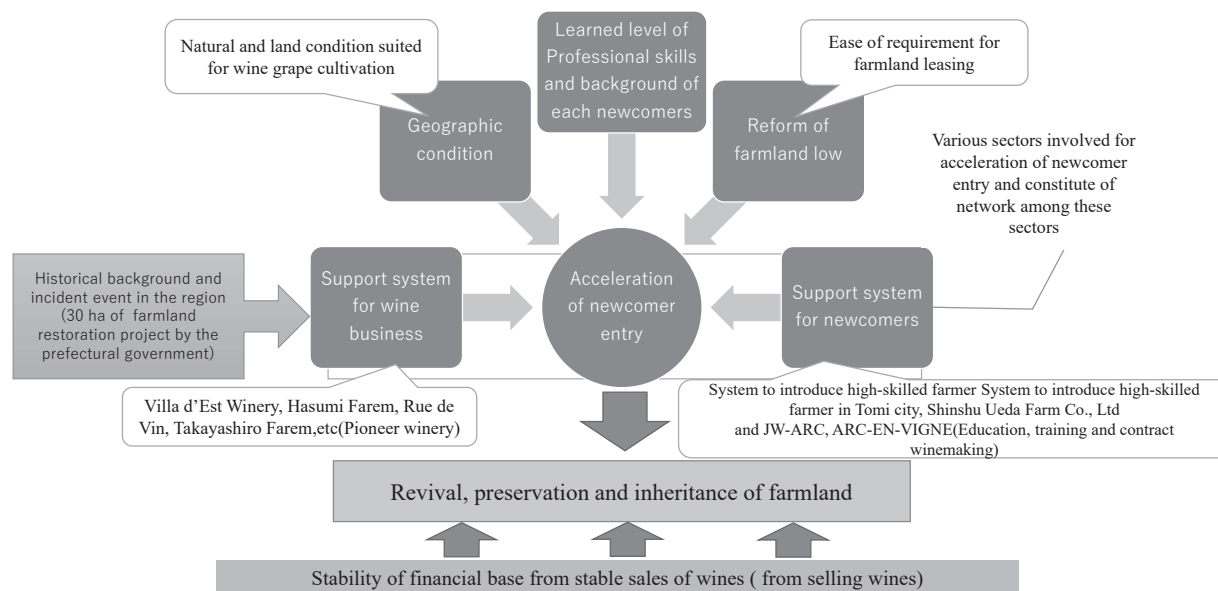 Natural and land condition suited
for wine grape cultivation
Learned level of
Professional skills
and background of
each newcomers
Ease of requirement for
farmland leasing
Geographic
condition
Reform of
farmland low
Various sectors involved for
acceleration of newcomer
entry and constitute of
network among these
sectors
Historical background and
incident event in the region
(30 ha of farmland
restoration project by the
prefectural government)
Support system
for wine
business
Acceleration
of newcomer
entry
Support system
for newcomers
Villa d’Est Winery, Hasumi Farem, Rue de
Vin, Takayashiro Farem,etc(Pioneer winery)
System to introduce high-skilled farmer System to introduce high-skilled
farmer in Tomi city, Shinshu Ueda Farm Co., Ltd
and JW-ARC, ARC-EN-VIGNE(Education, training and contract
winemaking)
Revival, preservation and inheritance of farmland
Stability of financial base from stable sales of wines ( from selling wines)